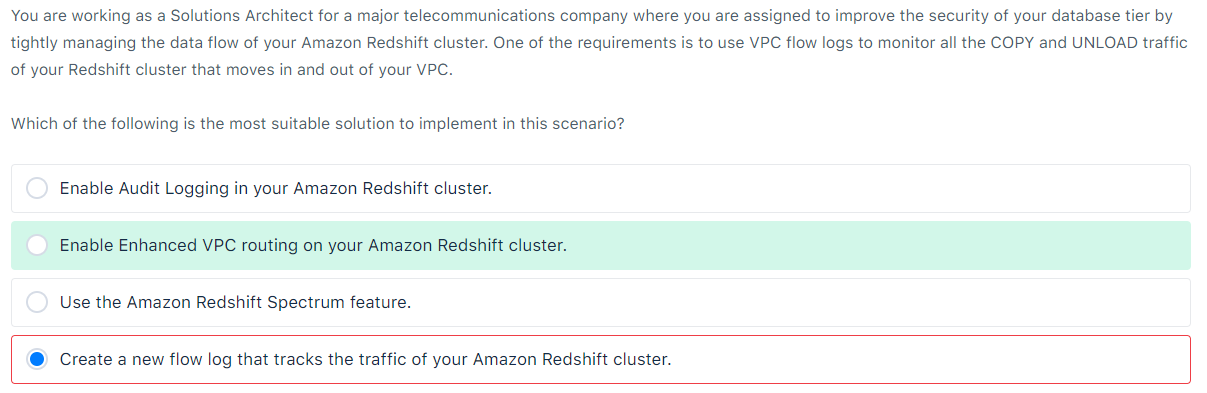 You are working as a Solutions Architect for a major telecommunications company where you are assigned to improve the security of your database tier by
tightly managing the data flow of your Amazon Redshift cluster. One of the requirements is to use VPC flow logs to monitor all the COPY and UNLOAD traffic
of your Redshift cluster that moves in and out of your VPC.
Which of the following is the most suitable solution to implement in this scenario?
Enable Audit Logging in your Amazon Redshift cluster.
Enable Enhanced VPC routing on your Amazon Redshift cluster.
Use the Amazon Redshift Spectrum feature.
Create a new flow log that tracks the traffic of your Amazon Redshift cluster.